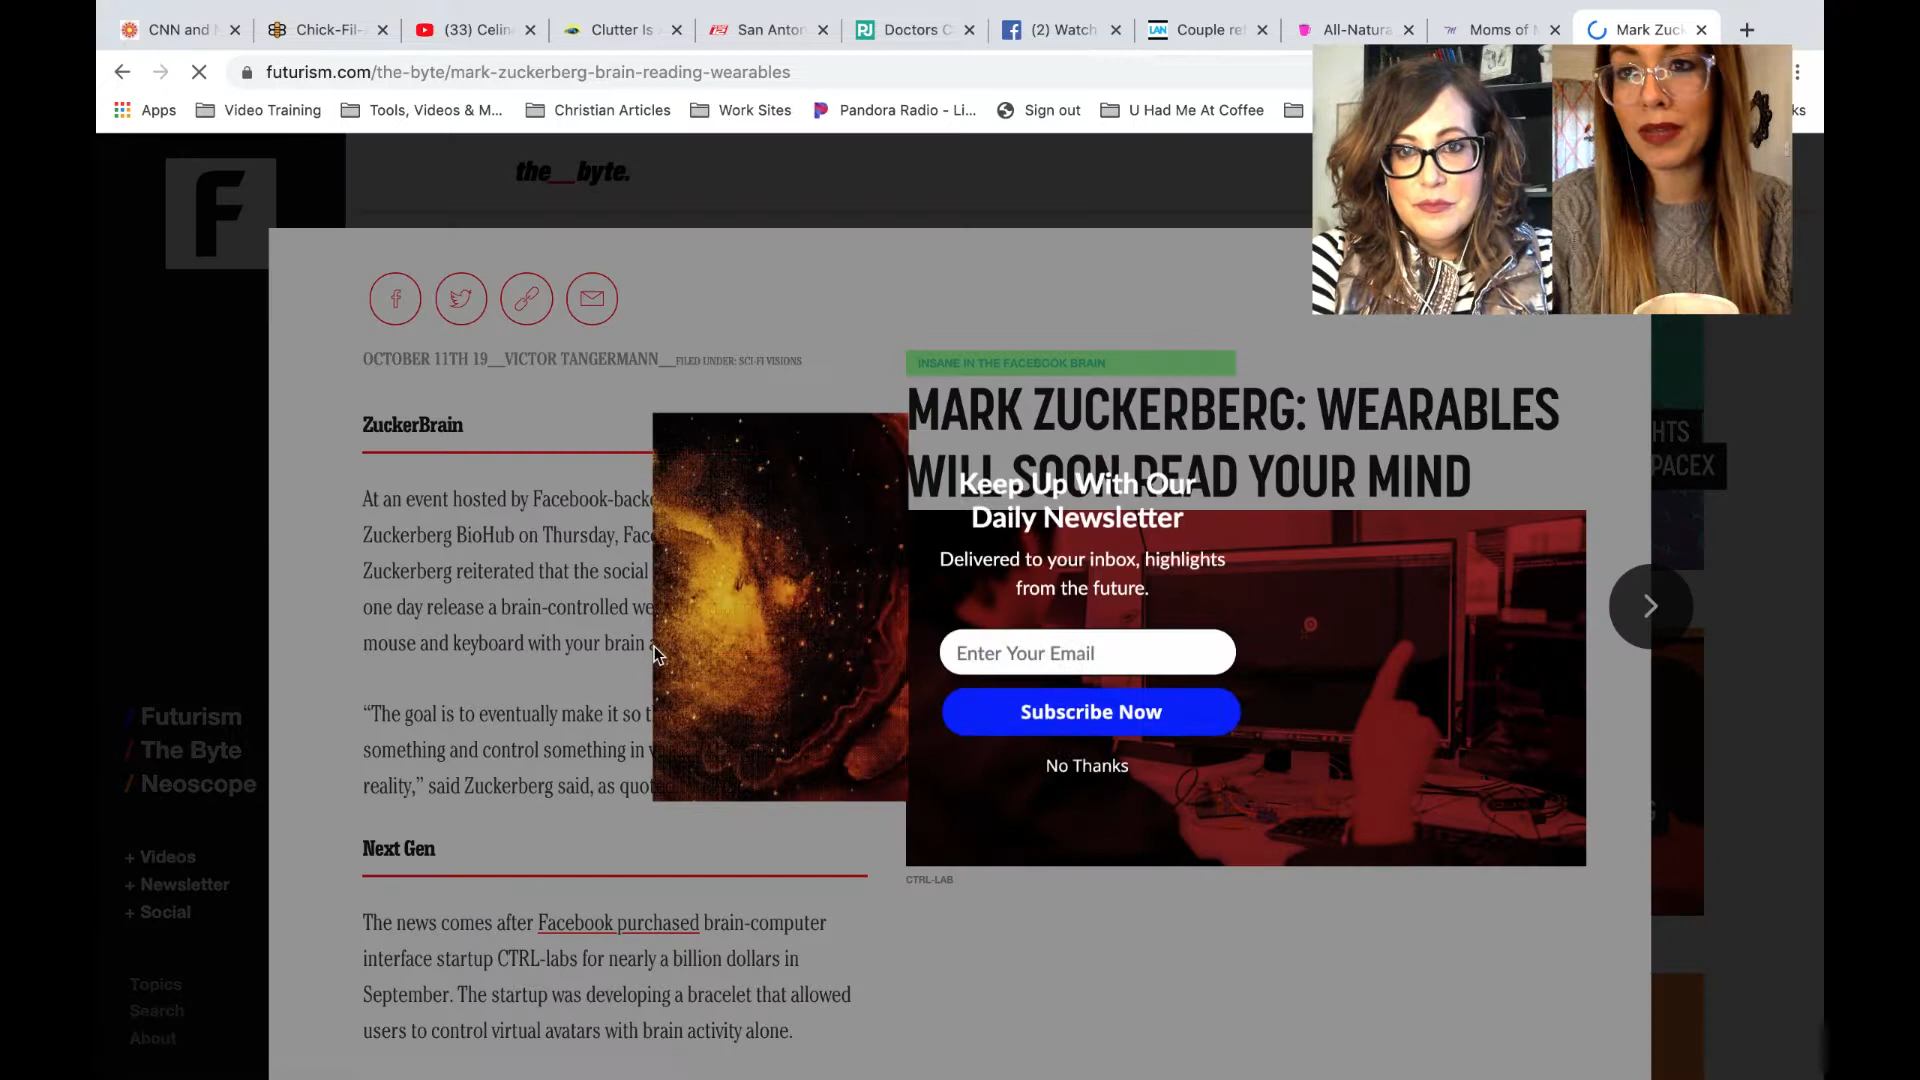 CNN and
Chick-Fil-
(33) Celin
Clutter Is
San Anton
Doctors C
(2) Watch
Couple re
All-Natura
Moms of
Mark Zuck
futurism.com/the-byte/mark-zuckerberg-brain-reading-wearables
Apps
Video Training
Tools, Videos & M...
Christian Articles
Work Sites
Pandora Radio - Li...
Sign out
U Had Me At Coffee
ks
F
the__byte.
OCTOBER 11TH 19__VICTOR TANGERMANN__FILED UNDER: SCI-FI VISIONS
INSANE IN THE FACEBOOK BRAIN
MARK ZUCKERBERG: WEARABLES
WILL SOON READ YOUR MIND
ZuckerBrain
At an event hosted by Facebook-backe
Zuckerberg BioHub on Thursday, Fac
Zuckerberg reiterated that the social
one day release a brain-controlled we
mouse and keyboard with your brain a
“The goal is to eventually make it so t
something and control something in v
reality,” said Zuckerberg said, as quot
Next Gen
The news comes after Facebook purchased brain-computer
interface startup CTRL-labs for nearly a billion dollars in
September. The startup was developing a bracelet that allowed
users to control virtual avatars with brain activity alone.
Keep Up With Our
Daily Newsletter
Delivered to your inbox, highlights
from the future.
Enter Your Email
Subscribe Now
No Thanks
CTRL-LAB
HTS
PACEX
G
/ Futurism
/ The Byte
/ Neoscope
+ Videos
+ Newsletter
+ Social
Topics
Search
About